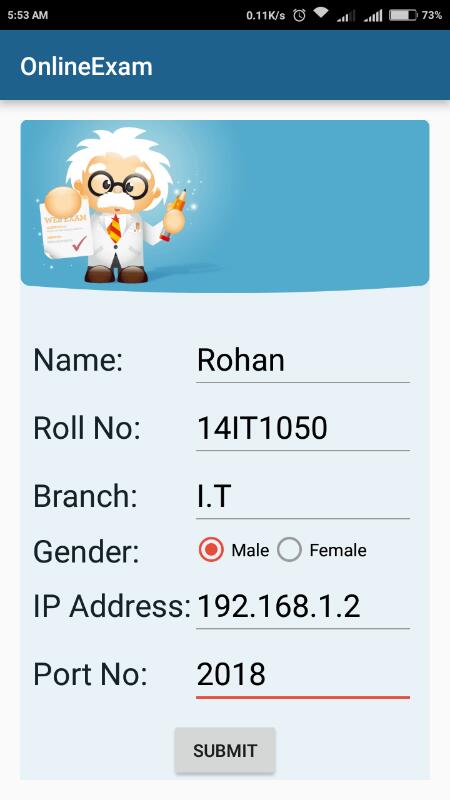 5:53 AM 0.11K/s 73%
OnlineExam
WEB EXAM
Name: Rohan
Roll No: 14IT1050
Branch: I.T
Gender: Male Female
IP Address: 192.168.1.2
Port No: 2018
SUBMIT